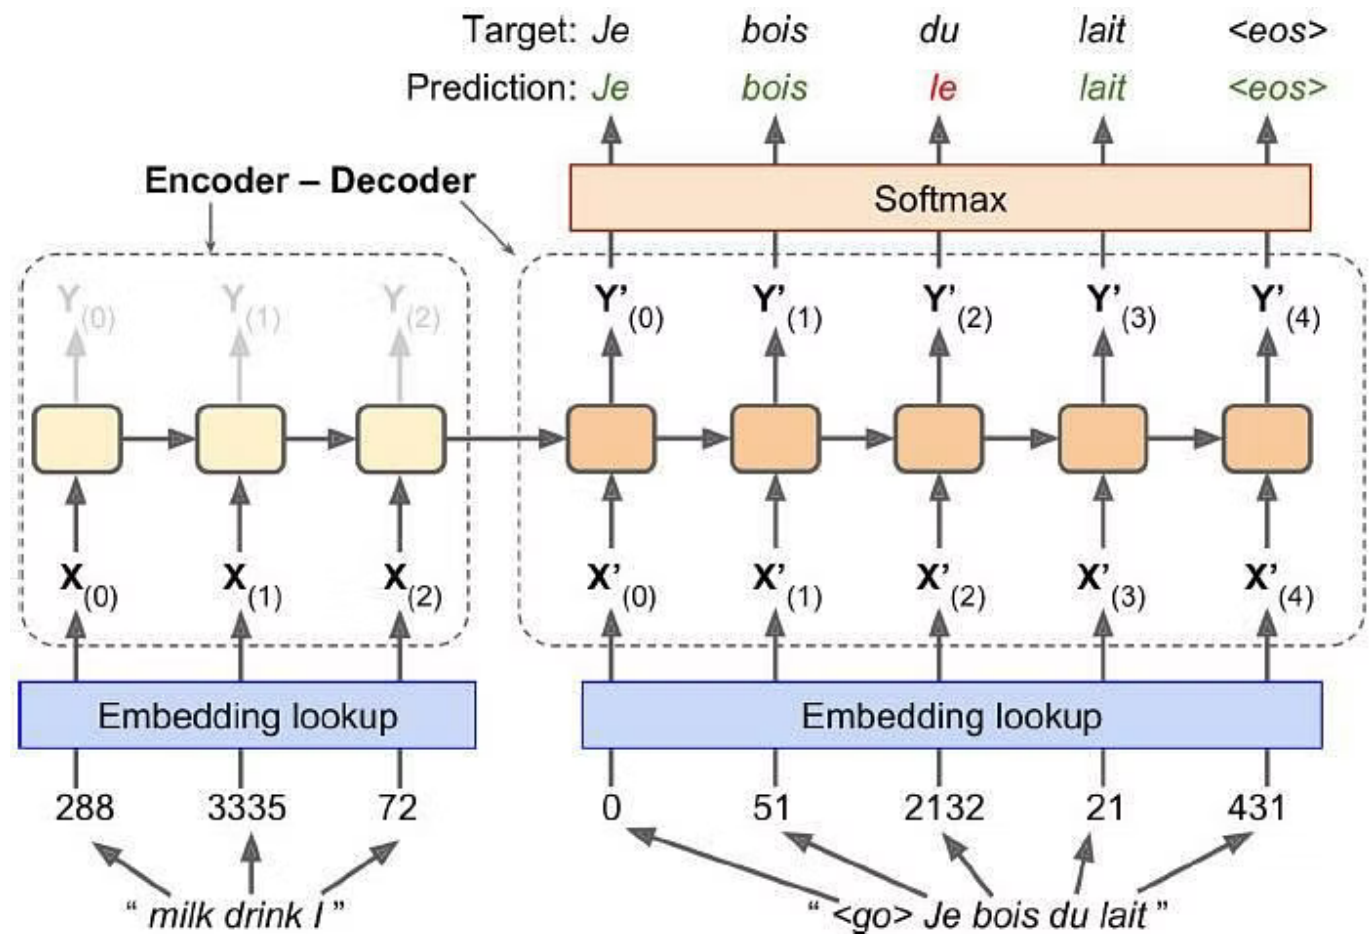 Target: Je bois du lait <eos>
Prediction: Je bois le lait <eos>
Encoder – Decoder
Softmax
Y(0) Y(1) Y(2) Y’(0) Y’(1) Y’(2) Y’(3) Y’(4)
X(0) X(1) X(2) X’(0) X’(1) X’(2) X’(3) X’(4)
Embedding lookup Embedding lookup
288 3335 72 0 51 2132 21 431
“ milk drink I ” “ <go> Je bois du lait ”